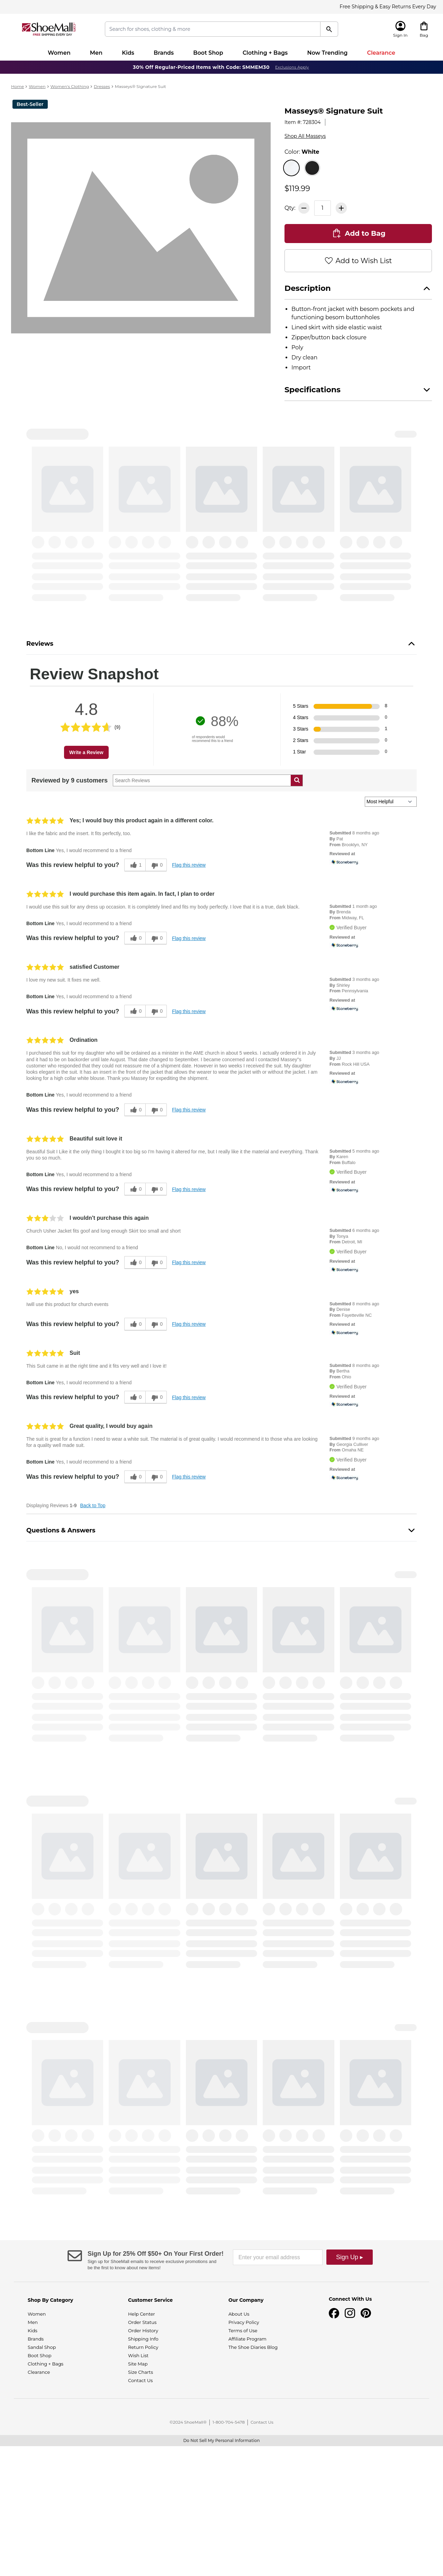 Free Shipping & Easy Returns Every Day
ShoeMall
FREE SHIPPING EVERY DAY
Search for shoes, clothing & more
Sign In
Bag
Women
Men
Kids
Brands
Boot Shop
Clothing + Bags
Now Trending
Clearance
30% Off Regular-Priced Items with Code: SMMEM30 Exclusions Apply.
Home > Women > Women's Clothing > Dresses > Masseys® Signature Suit
Best-Seller
Masseys® Signature Suit
Item #: 728304
Shop All Masseys
Color: White
$119.99
Qty: 1
Add to Bag
Add to Wish List
Description
Button-front jacket with besom pockets and
functioning besom buttonholes
Lined skirt with side elastic waist
Zipper/button back closure
Poly
Dry clean
Import
Specifications
Reviews
Review Snapshot
4.8
(9)
Write a Review
88%
of respondents would
recommend this to a friend
5 Stars 8
4 Stars 0
3 Stars 1
2 Stars 0
1 Star 0
Reviewed by 9 customers
Search Reviews
Most Helpful
Yes; I would buy this product again in a different color.
I like the fabric and the insert. It fits perfectly, too.
Bottom Line Yes, I would recommend to a friend
Was this review helpful to you? 1 0 Flag this review
Submitted 8 months ago
By Pat
From Brooklyn, NY
Reviewed at
Stoneberry
I would purchase this item again. In fact, I plan to order
I would use this suit for any dress up occasion. It is completely lined and fits my body perfectly. I love that it is a true, dark black.
Bottom Line Yes, I would recommend to a friend
Was this review helpful to you? 0 0 Flag this review
Submitted 1 month ago
By Brenda
From Midway, FL
Verified Buyer
Reviewed at
Stoneberry
satisfied Customer
I love my new suit. It fives me well.
Bottom Line Yes, I would recommend to a friend
Was this review helpful to you? 0 0 Flag this review
Submitted 3 months ago
By Shirley
From Pennsylvania
Reviewed at
Stoneberry
Ordination
I purchased this suit for my daughter who will be ordained as a minister in the AME church in about 5 weeks. I actually ordered it in July
and it had to be on backorder until late August. That date changed to September. I became concerned and I contacted Massey's
customer who responded that they could not reassure me of a shipment date. However in two weeks I received the suit. My daughter
looks elegant in the suit. It has an insert in the front of the jacket that allows the wearer to wear the jacket with or without the jacket. I am
hoping for a collar white blouse. Thank you Massey for expediting the shipment.
Bottom Line Yes, I would recommend to a friend
Was this review helpful to you? 0 0 Flag this review
Submitted 3 months ago
By JJ
From Rock Hill USA
Reviewed at
Stoneberry
Beautiful suit love it
Beautiful Suit I Like it the only thing I bought it too big so I'm having it altered for me, but I really like it the material and everything. Thank
you so so much.
Bottom Line Yes, I would recommend to a friend
Was this review helpful to you? 0 0 Flag this review
Submitted 5 months ago
By Karen
From Buffalo
Verified Buyer
Reviewed at
Stoneberry
I wouldn't purchase this again
Church Usher Jacket fits goof and long enough Skirt too small and short
Bottom Line No, I would not recommend to a friend
Was this review helpful to you? 0 0 Flag this review
Submitted 6 months ago
By Tonya
From Detroit, MI
Verified Buyer
Reviewed at
Stoneberry
yes
Iwill use this product for church events
Was this review helpful to you? 0 0 Flag this review
Submitted 8 months ago
By Denise
From Fayetteville NC
Reviewed at
Stoneberry
Suit
This Suit came in at the right time and it fits very well and i love it!
Bottom Line Yes, I would recommend to a friend
Was this review helpful to you? 0 0 Flag this review
Submitted 8 months ago
By Bertha
From Ohio
Verified Buyer
Reviewed at
Stoneberry
Great quality, I would buy again
The suit is great for a function I need to wear a white suit. The material is of great quality. I would recommend it to those who are looking
for a quality well made suit.
Bottom Line Yes, I would recommend to a friend
Was this review helpful to you? 0 0 Flag this review
Submitted 9 months ago
By Georgia Culliver
From Omaha NE
Verified Buyer
Reviewed at
Stoneberry
Displaying Reviews 1-9 Back to Top
Questions & Answers
Sign Up for 25% Off $50+ On Your First Order!
Sign up for ShoeMall emails to receive exclusive promotions and
be the first to know about new items!
Enter your email address
Sign Up ▸
Shop By Category
Women
Men
Kids
Brands
Sandal Shop
Boot Shop
Clothing + Bags
Clearance
Customer Service
Help Center
Order Status
Order History
Shipping Info
Return Policy
Wish List
Site Map
Size Charts
Contact Us
Our Company
About Us
Privacy Policy
Terms of Use
Affiliate Program
The Shoe Diaries Blog
Connect With Us
©2024 ShoeMall® 1-800-704-5478 Contact Us
Do Not Sell My Personal Information